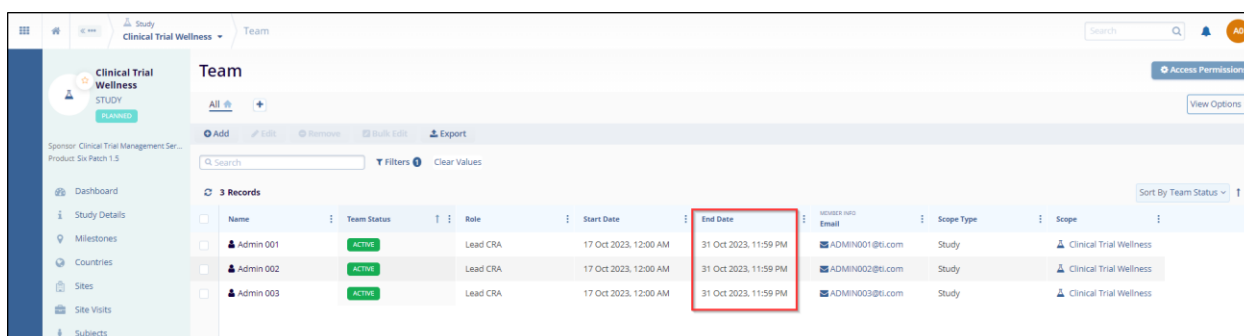 Study
Clinical Trial Wellness
Team
Search
A0
Clinical Trial
Wellness
STUDY
PLANNED
Sponsor Clinical Trial Management Ser...
Product Six Patch 1.5
Dashboard
Study Details
Milestones
Countries
Sites
Site Visits
Subjects
Team
Access Permission
All
View Options
Add Edit Remove Bulk Edit Export
Search Filters 1 Clear Values
3 Records
Sort By Team Status
Name Team Status Role Start Date End Date MEMBER INFO Email Scope Type Scope
Admin 001 ACTIVE Lead CRA 17 Oct 2023, 12:00 AM 31 Oct 2023, 11:59 PM ADMIN001@ti.com Study Clinical Trial Wellness
Admin 002 ACTIVE Lead CRA 17 Oct 2023, 12:00 AM 31 Oct 2023, 11:59 PM ADMIN002@ti.com Study Clinical Trial Wellness
Admin 003 ACTIVE Lead CRA 17 Oct 2023, 12:00 AM 31 Oct 2023, 11:59 PM ADMIN003@ti.com Study Clinical Trial Wellness